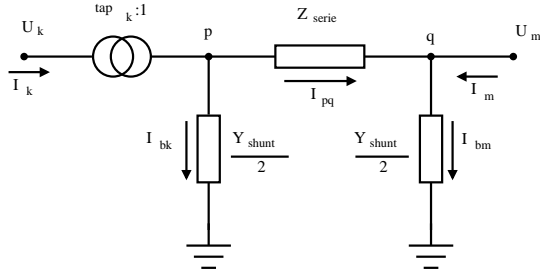 tap k :1
U k
p
Z serie
q
U m
I k
I pq
I m
I bk
Y shunt
2
Y shunt
2
I bm